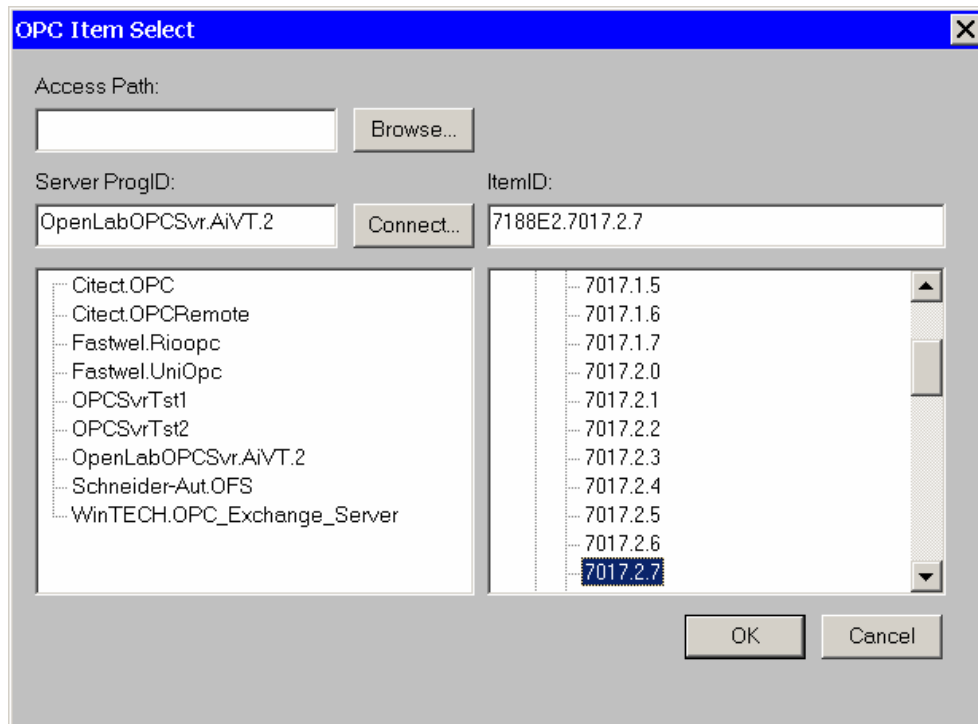 OPC Item Select
Access Path:
Browse...
Server ProgID:
ItemID:
OpenLabOPCSvr.AiVT.2
Connect...
7188E2.7017.2.7
Citect.OPC
Citect.OPCRemote
Fastwel.Rioopc
Fastwel.UniOpc
OPCSvrTst1
OPCSvrTst2
OpenLabOPCSvr.AiVT.2
Schneider-Aut.OFS
WinTECH.OPC_Exchange_Server
7017.1.5
7017.1.6
7017.1.7
7017.2.0
7017.2.1
7017.2.2
7017.2.3
7017.2.4
7017.2.5
7017.2.6
7017.2.7
OK
Cancel